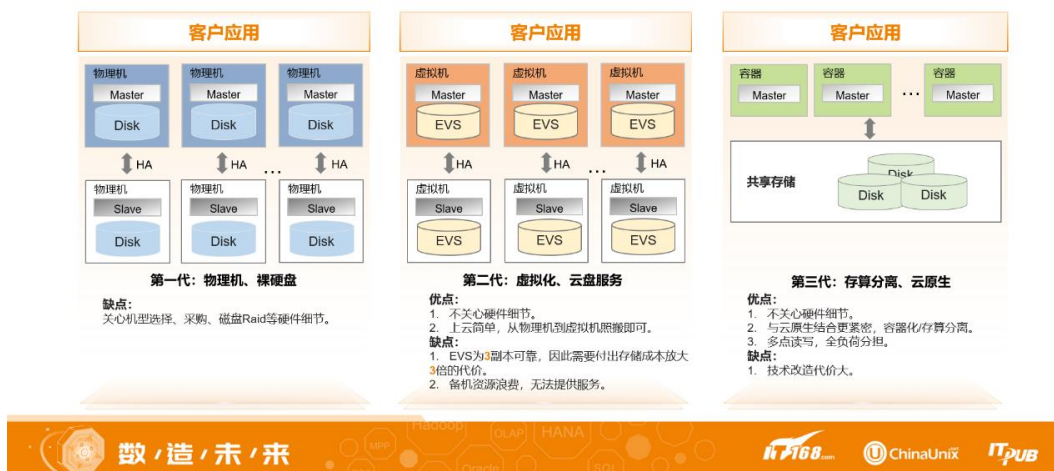 客户应用
物理机
Master
Disk
物理机
Master
Disk
物理机
Master
Disk
HA
HA
...
HA
物理机
Slave
Disk
物理机
Slave
Disk
物理机
Slave
Disk
第一代：物理机、裸硬盘
缺点：
关心机型选择、采购、磁盘Raid等硬件细节。
客户应用
虚拟机
Master
EVS
虚拟机
Master
EVS
虚拟机
Master
EVS
HA
HA
...
HA
虚拟机
Slave
EVS
虚拟机
Slave
EVS
虚拟机
Slave
EVS
第二代：虚拟化、云盘服务
优点：
1. 不关心硬件细节。
2. 上云简单，从物理机到虚拟机照搬即可。
缺点：
1. EVS为3副本可靠，因此需要付出存储成本放大
3倍的代价。
2. 备机资源浪费，无法提供服务。
客户应用
容器
Master
容器
Master
...
容器
Master
共享存储
Disk
Disk
Disk
第三代：存算分离、云原生
优点：
1. 不关心硬件细节。
2. 与云原生结合更紧密，容器化/存算分离。
3. 多点读写，全负荷分担。
缺点：
1. 技术改造代价大。
数/造/未/来
Hadoop
MPP
OLAP
HANA
Oracle
SQL
IT168.com
ChinaUnix
ITPUB